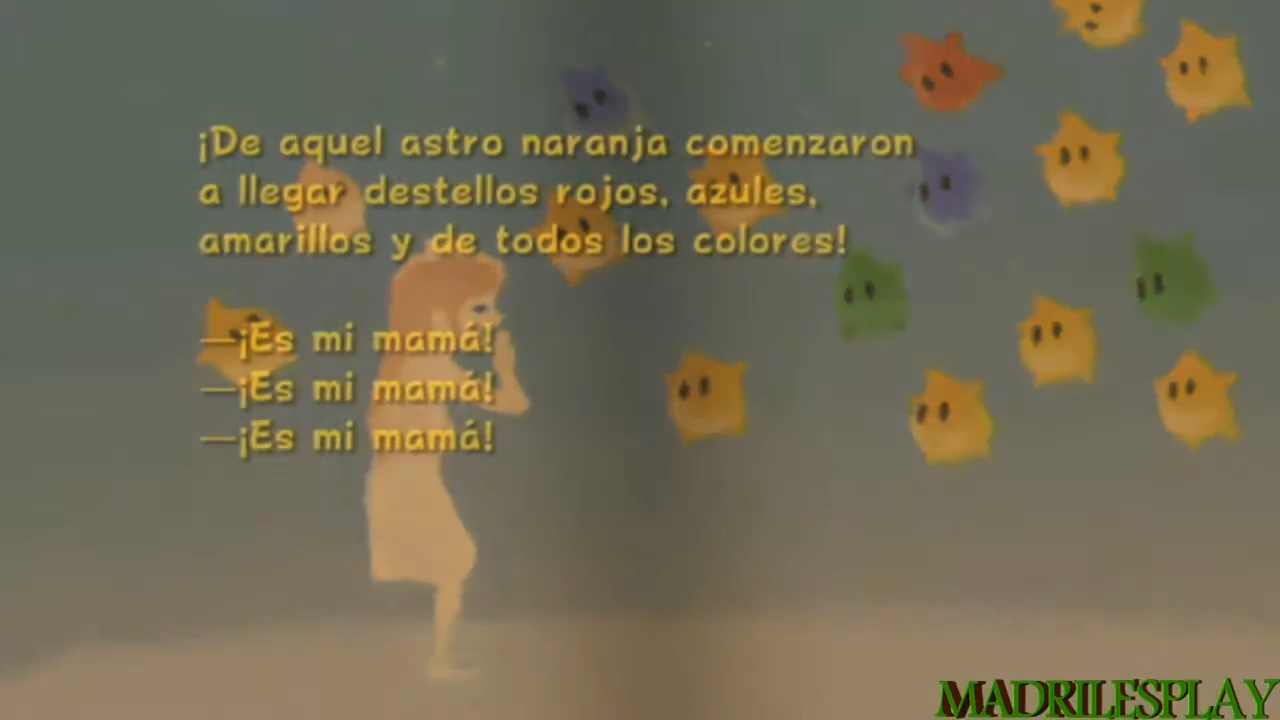 ¡De aquel astro naranja comenzaron
a llegar destellos rojos, azules,
amarillos y de todos los colores!
—¡Es mi mamá!
—¡Es mi mamá!
—¡Es mi mamá!
MADRILESPLAY